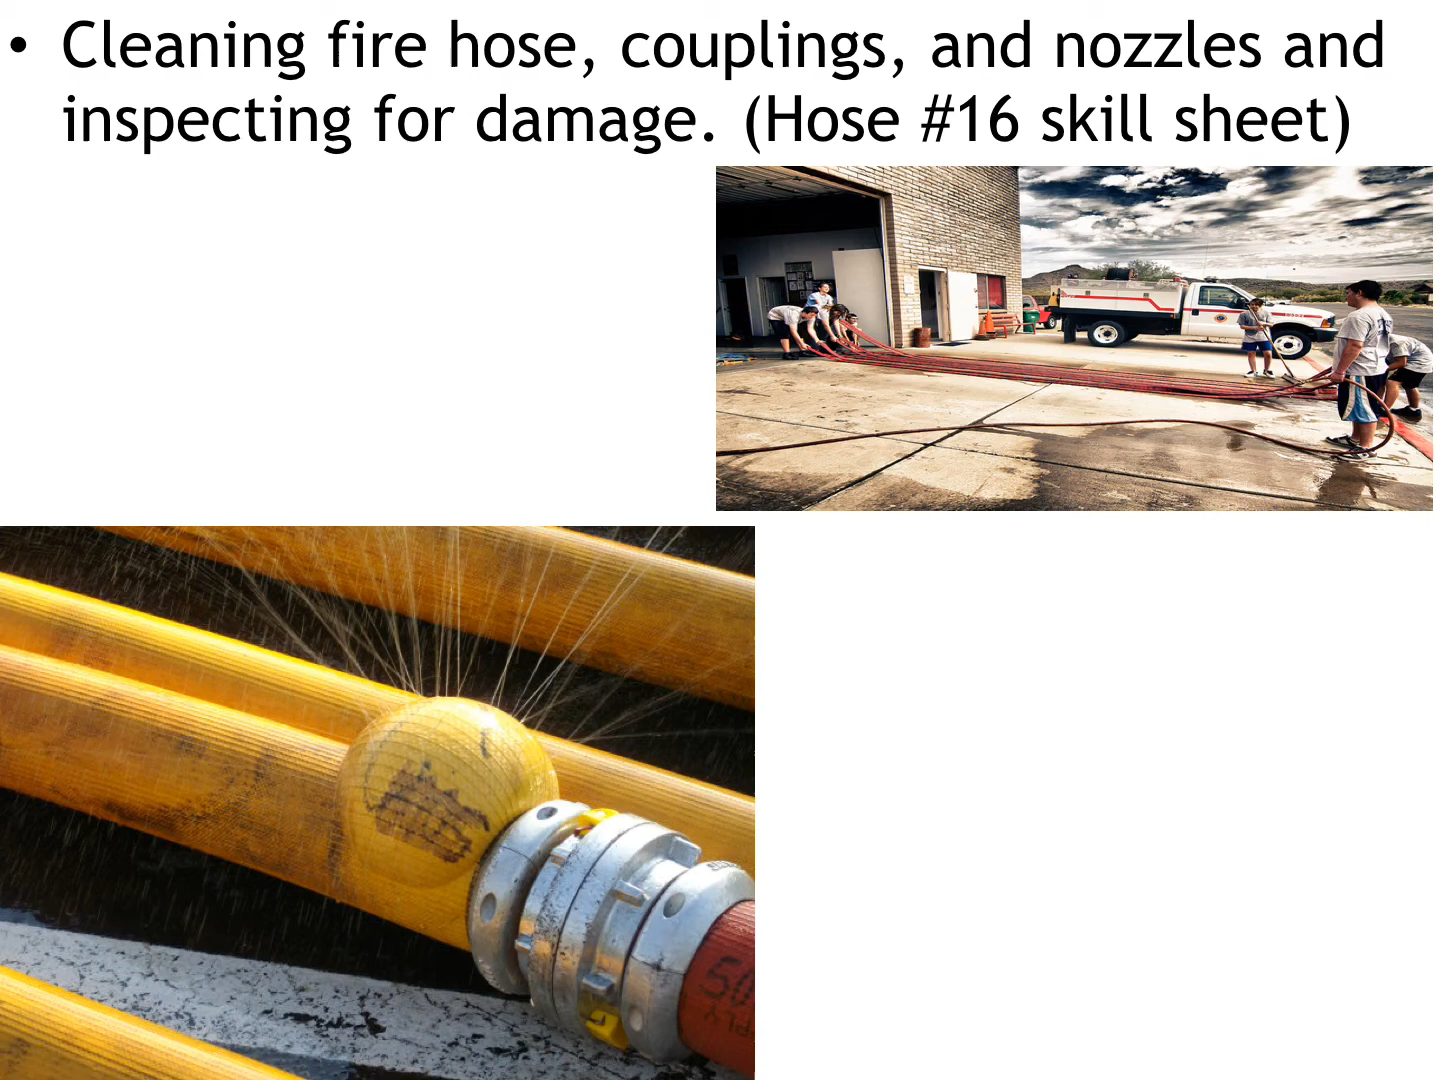 • Cleaning fire hose, couplings, and nozzles and
inspecting for damage. (Hose #16 skill sheet)